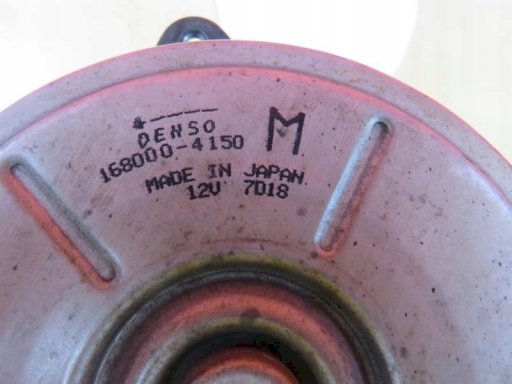 DENSO
M
168000-4150
MADE IN JAPAN
12V 7D18